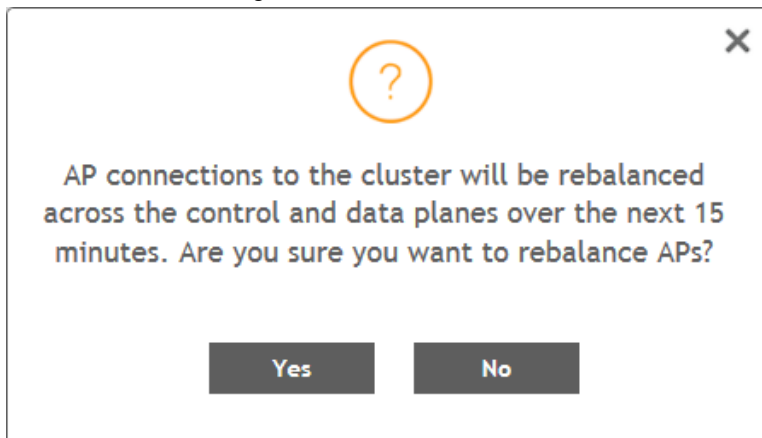 ?
AP connections to the cluster will be rebalanced
across the control and data planes over the next 15
minutes. Are you sure you want to rebalance APs?
Yes No